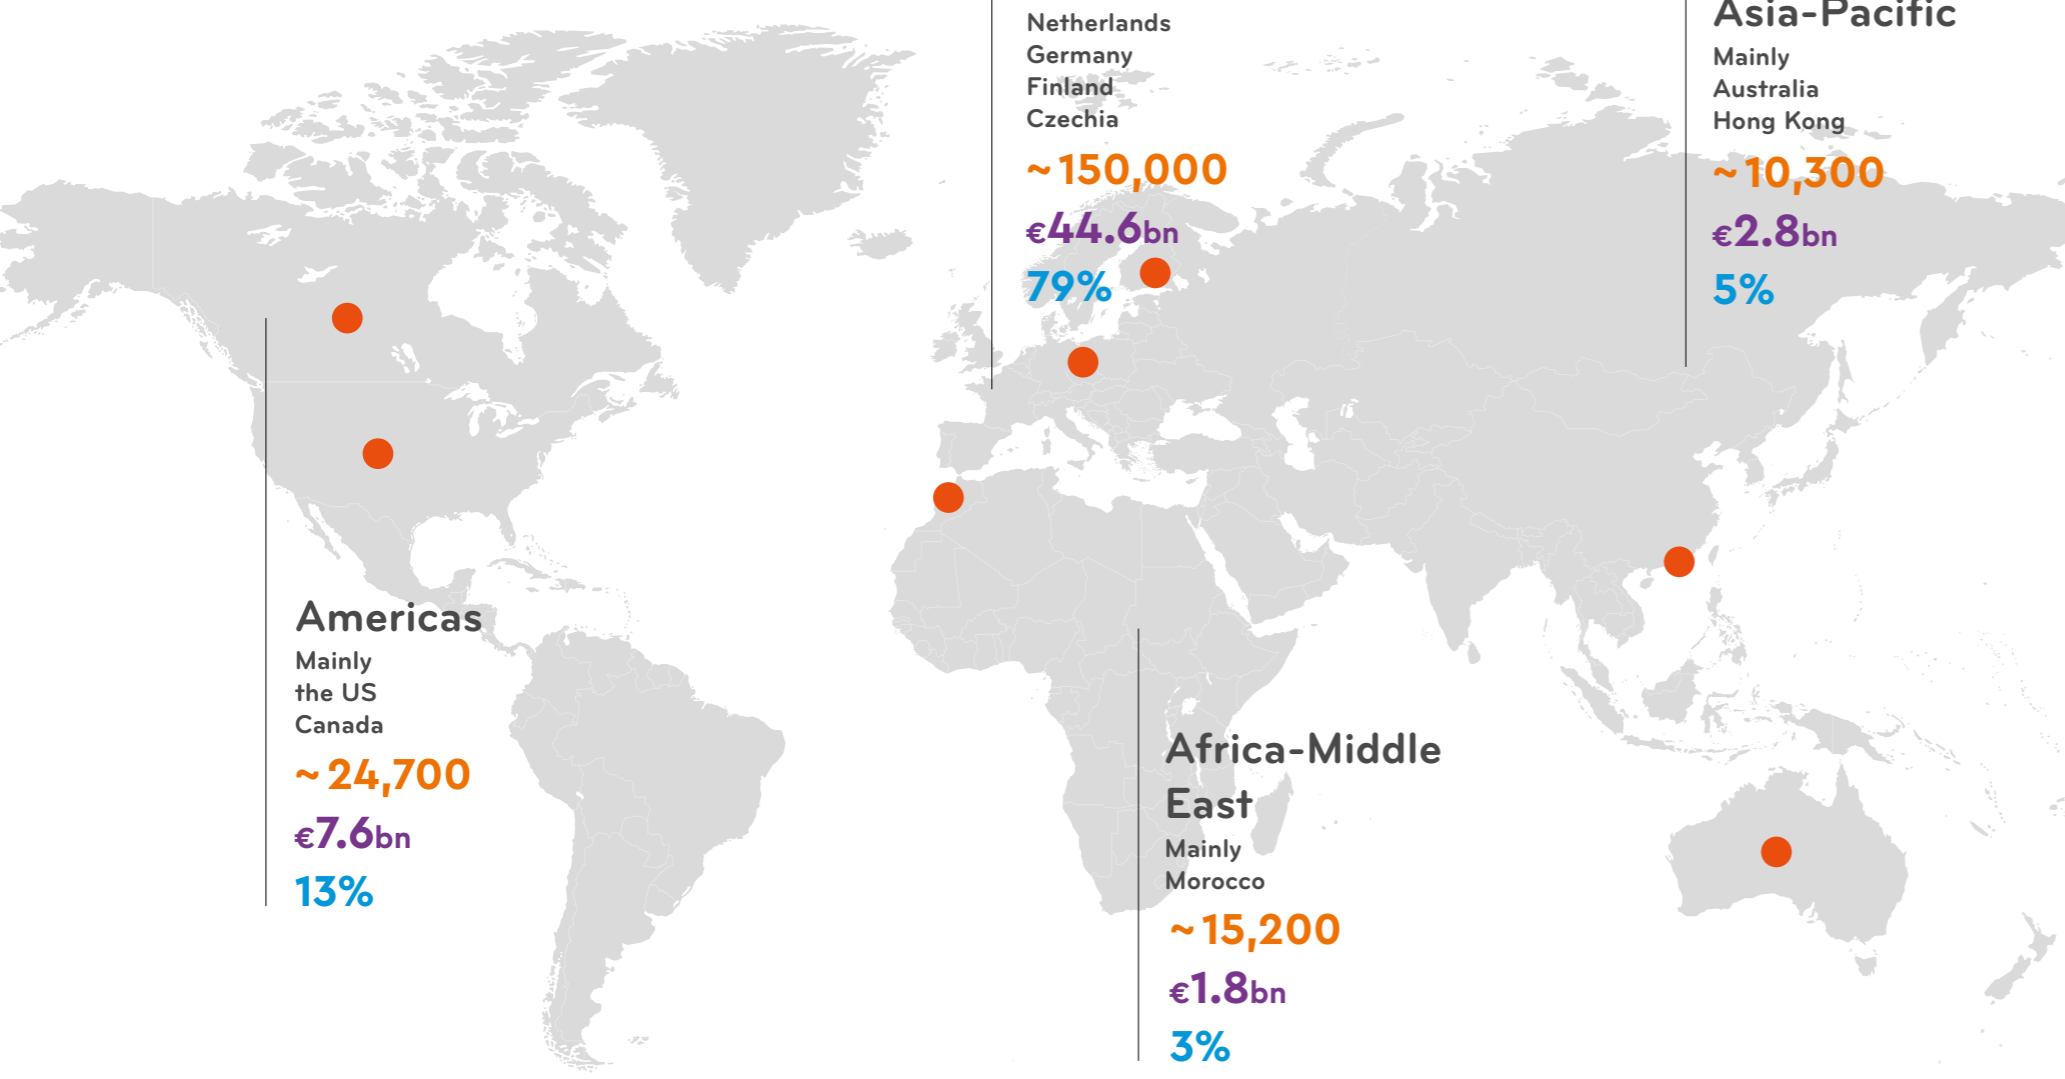 Netherlands
Germany
Finland
Czechia
~ 150,000
€44.6bn
79%
Asia-Pacific
Mainly
Australia
Hong Kong
~ 10,300
€2.8bn
5%
Americas
Mainly
the US
Canada
~ 24,700
€7.6bn
13%
Africa-Middle
East
Mainly
Morocco
~ 15,200
€1.8bn
3%